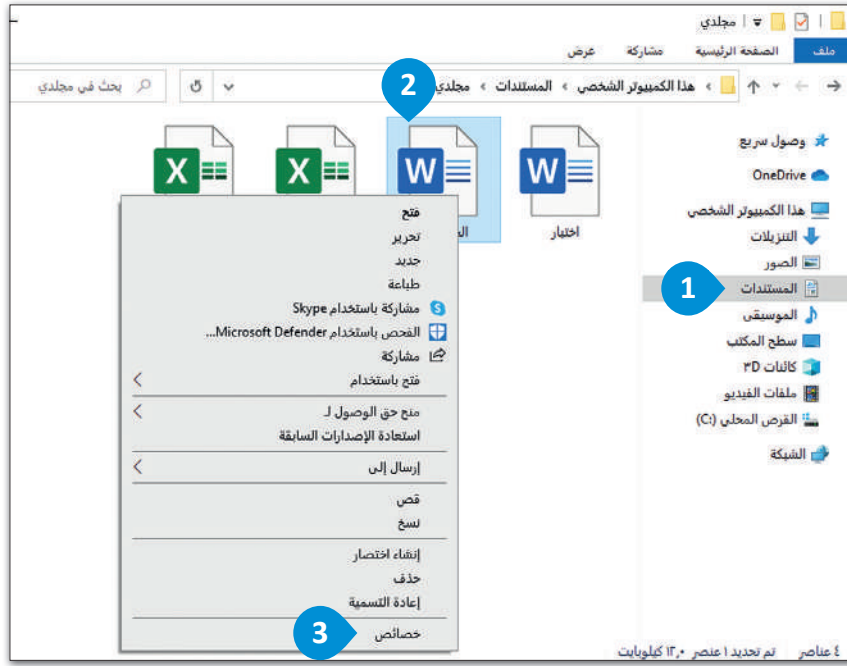 مجلدي
ملف الصفحة الرئيسية مشاركة عرض
هذا الكمبيوتر الشخصي › المستندات › مجلدي
بحث في مجلدي
2
وصول سريع
OneDrive
هذا الكمبيوتر الشخصي
التنزيلات
الصور
المستندات
1
الموسيقى
سطح المكتب
كائنات ٣D
ملفات الفيديو
القرص المحلي (C:)
الشبكة
W
W
X
X
اختبار
فتح
تحرير
جديد
طباعة
مشاركة باستخدام Skype
الفحص باستخدام Microsoft Defender...
مشاركة
فتح باستخدام
منح حق الوصول لـ
استعادة الإصدارات السابقة
إرسال إلى
قص
نسخ
إنشاء اختصار
حذف
إعادة التسمية
خصائص
3
٤ عناصر تم تحديد ١ عنصر ١٢,٠ كيلوبايت